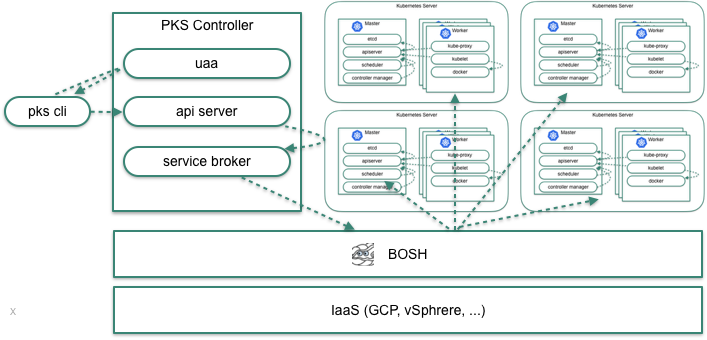 PKS Controller
uaa
pks cli
api server
service broker
Kubernetes Server
Master
etcd
apiserver
scheduler
controller manager
Worker
kube-proxy
kubelet
docker
Kubernetes Server
Master
etcd
apiserver
scheduler
controller manager
Worker
kube-proxy
kubelet
docker
Kubernetes Server
Master
etcd
apiserver
scheduler
controller manager
Worker
kube-proxy
kubelet
docker
Kubernetes Server
Master
etcd
apiserver
scheduler
controller manager
Worker
kube-proxy
kubelet
docker
BOSH
x
IaaS (GCP, vSphrere, ...)